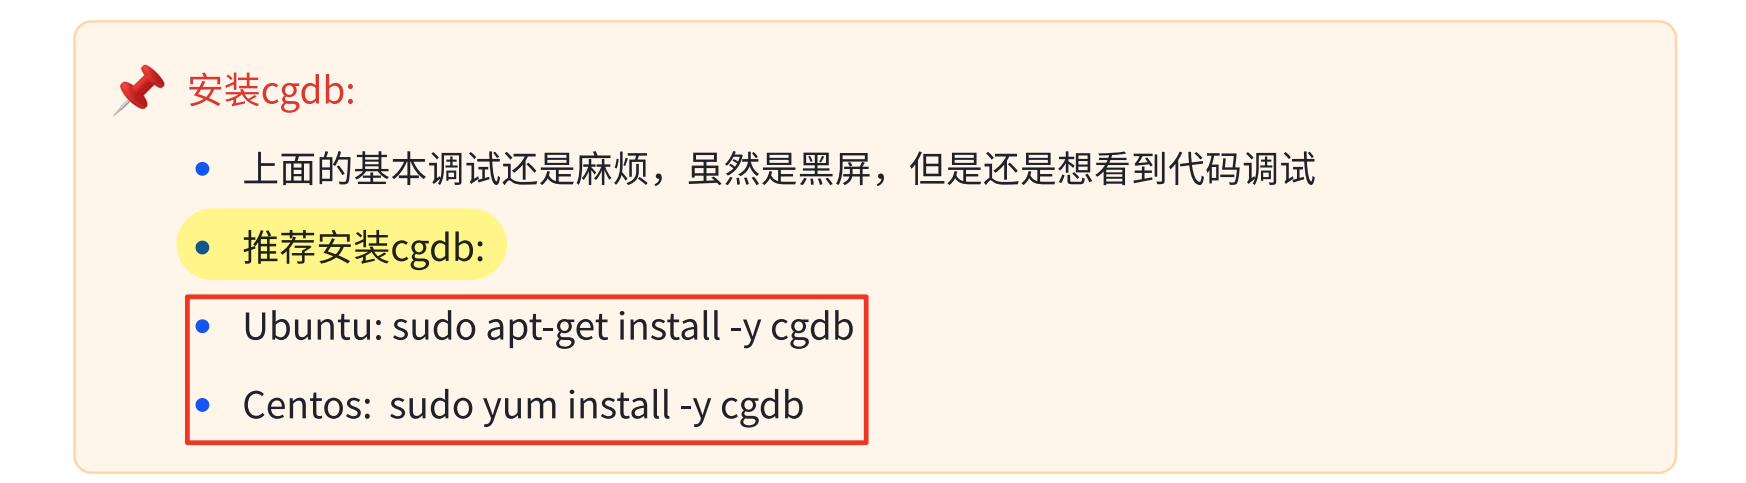 安装cgdb:
上面的基本调试还是麻烦，虽然是黑屏，但是还是想看到代码调试
推荐安装cgdb:
Ubuntu: sudo apt-get install -y cgdb
Centos:  sudo yum install -y cgdb